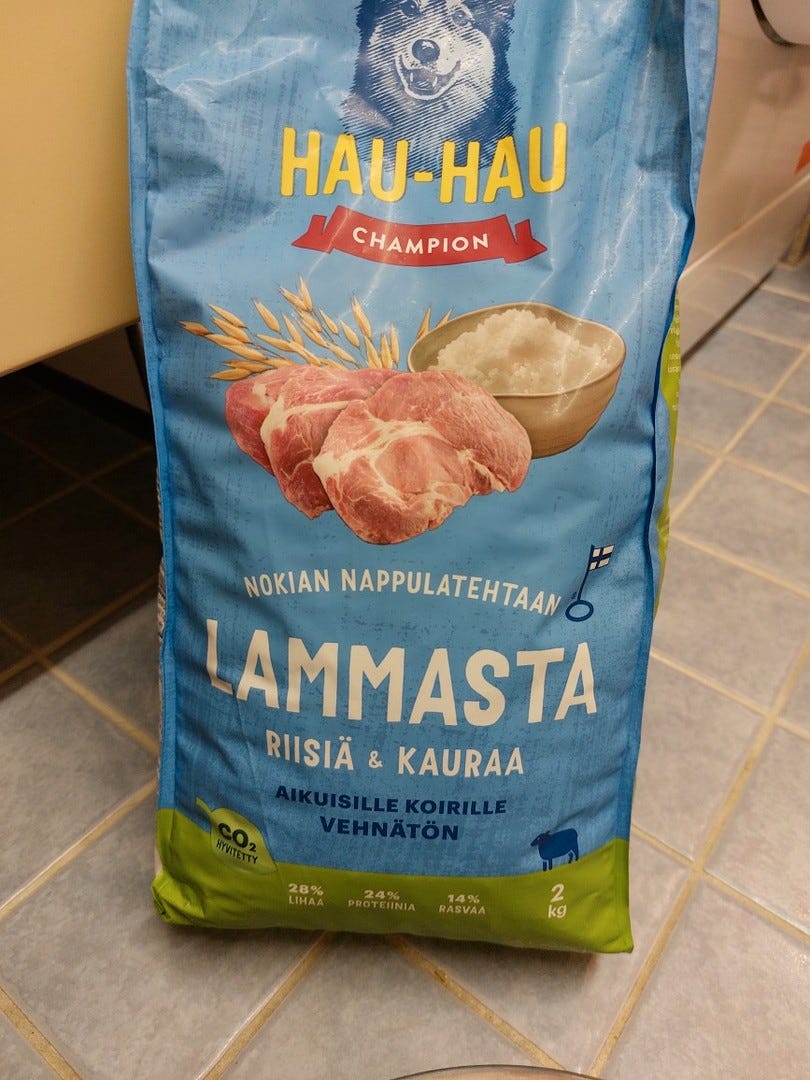 HAU-HAU
CHAMPION
NOKIAN NAPPULATEHTAAN
LAMMASTA
RIISIÄ & KAURAA
AIKUISILLE KOIRILLE
VEHNÄTÖN
CO2
HYVITETTY
28%
LIHAA
24%
PROTEIINIA
14%
RASVAA
2
kg